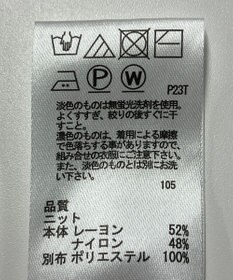 P W
P23T
淡色のものは無蛍光洗剤を使用。
よくすすぎ、絞りの後すぐに干
すこと。
濃色のものは、着用による摩擦
で色落ちする事がありますので、
組み合せの衣服にご注意下さい。
また、淡色のものとは別にお洗
い下さい。
105
品質
ニット
本体 レーヨン 52%
ナイロン 48%
別布 ポリエステル 100%